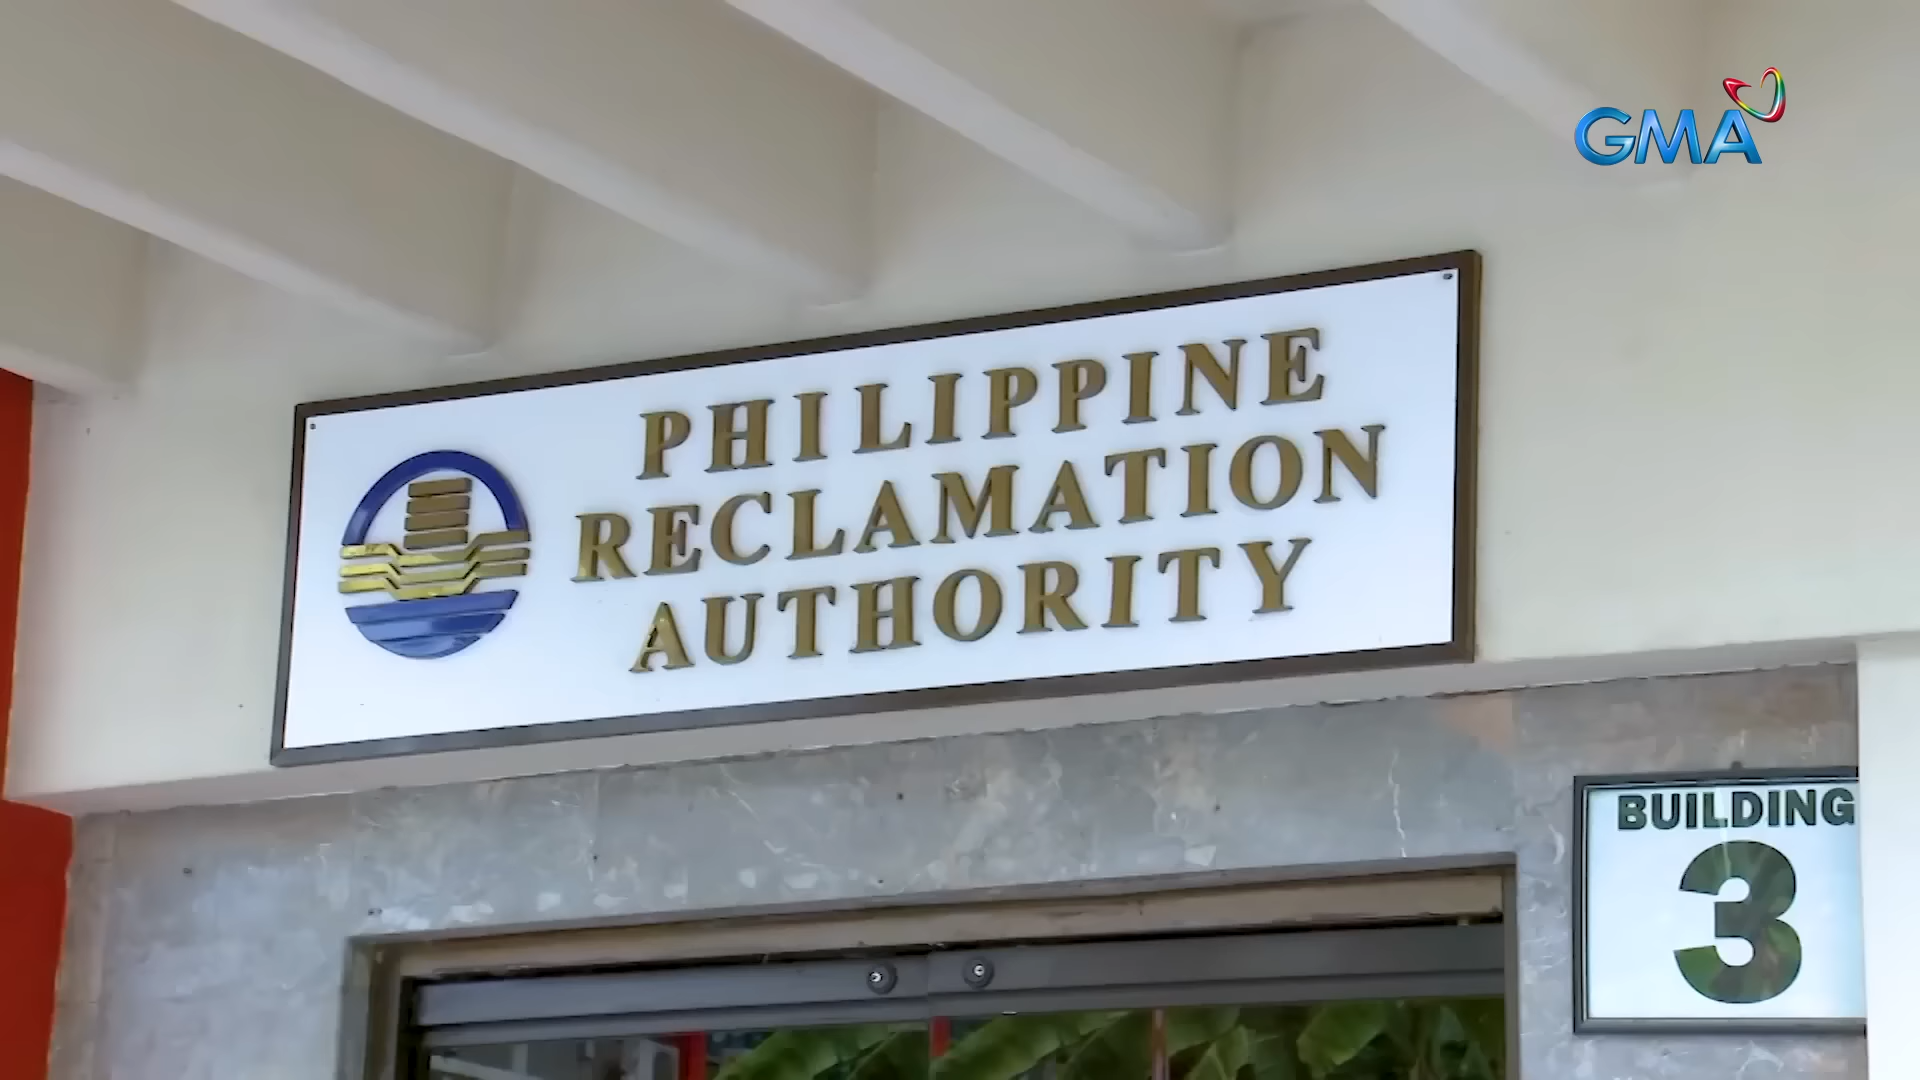 GMA
PHILIPPINE
RECLAMATION
AUTHORITY
BUILDING
3